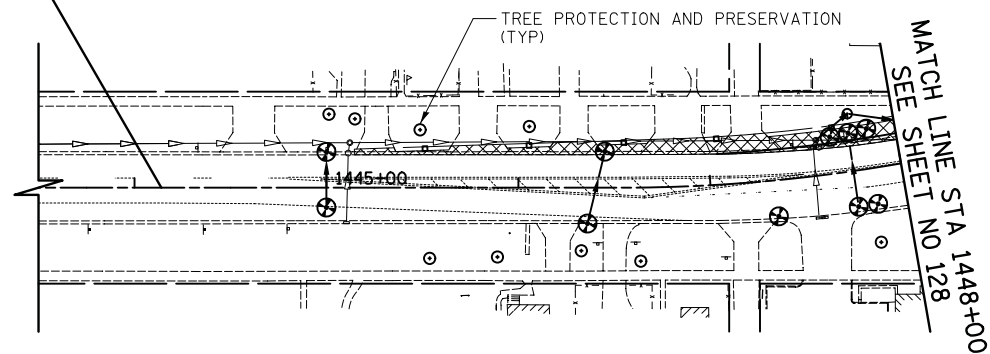 TREE PROTECTION AND PRESERVATION
(TYP)
1445+00
MATCH LINE STA 1448+00
SEE SHEET NO 128